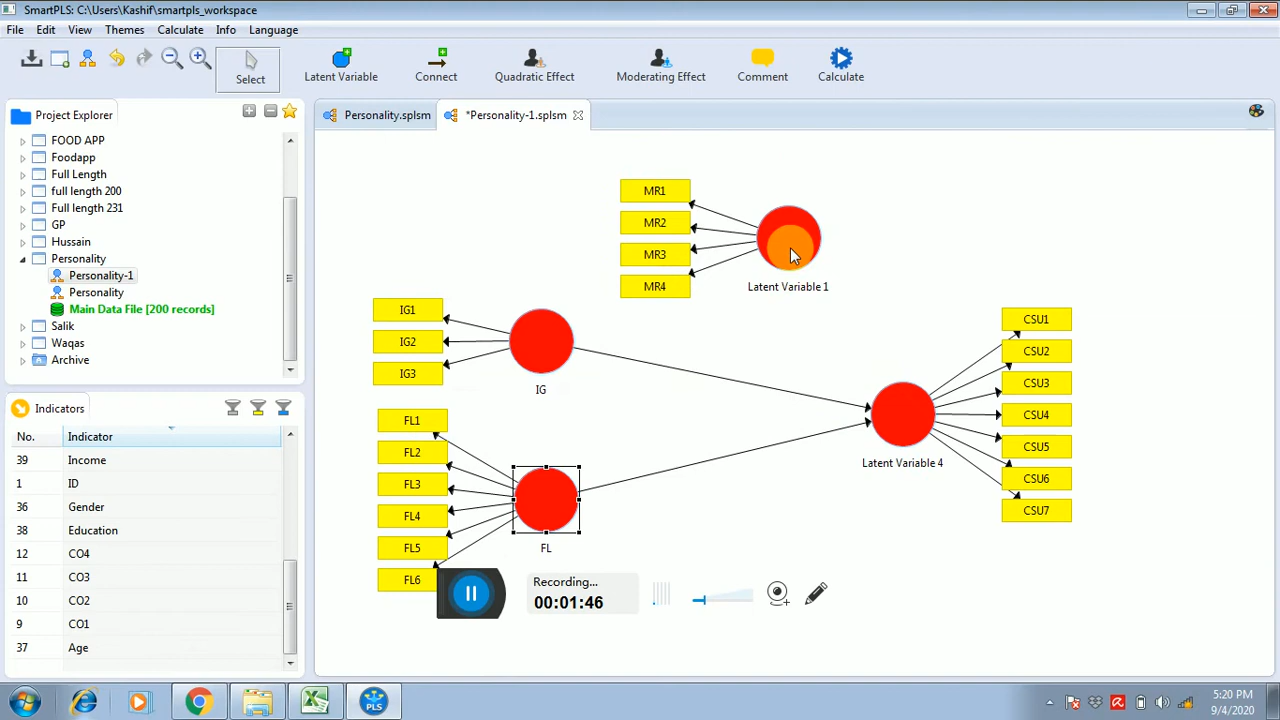 SmartPLS: C:\Users\Kashif\smartpls_workspace
File Edit View Themes Calculate Info Language
Select
Latent Variable
Connect
Quadratic Effect
Moderating Effect
Comment
Calculate
Project Explorer
FOOD APP
Foodapp
Full Length
full length 200
Full length 231
GP
Hussain
Personality
Personality-1
Personality
Main Data File [200 records]
Salik
Waqas
Archive
Indicators
No. Indicator
39 Income
1 ID
36 Gender
38 Education
12 CO4
11 CO3
10 CO2
9 CO1
37 Age
Personality.splsm
*Personality-1.splsm
MR1
MR2
MR3
MR4
Latent Variable 1
IG1
IG2
IG3
IG
FL1
FL2
FL3
FL4
FL5
FL6
FL
Latent Variable 4
CSU1
CSU2
CSU3
CSU4
CSU5
CSU6
CSU7
Recording...
00:01:46
PLS
5:20 PM
9/4/2020